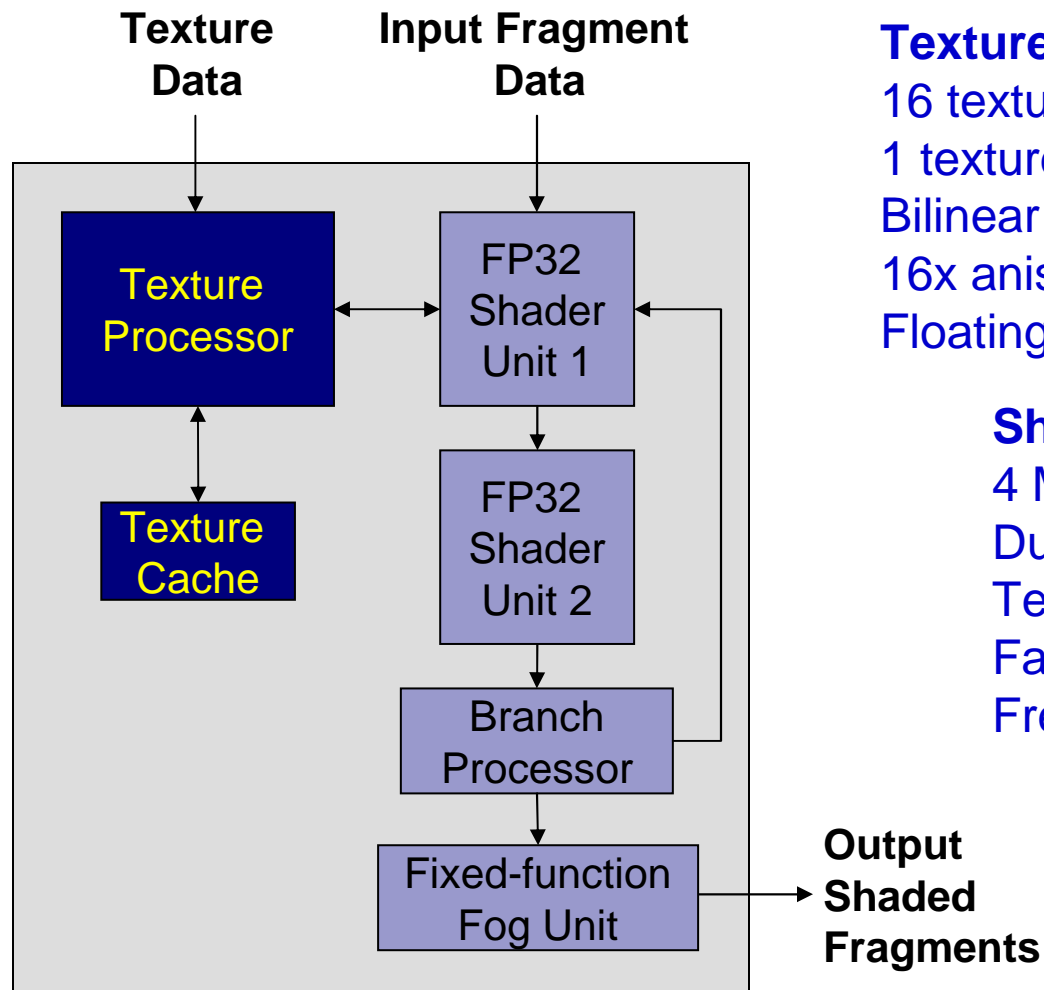 Texture
Data
Input Fragment
Data
Texture
Processor
FP32
Shader
Unit 1
Texture
Cache
FP32
Shader
Unit 2
Branch
Processor
Fixed-function
Fog Unit
Output
Shaded
Fragments
Texture
16 textu
1 texture
Bilinear
16x anis
Floating
Sh
4 M
Du
Te
Fa
Fre